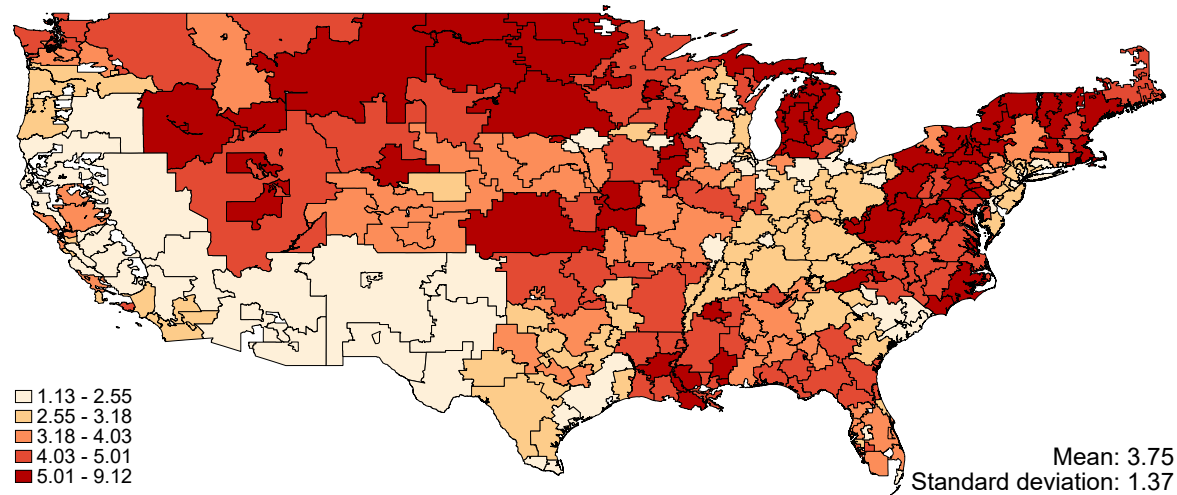 1.13 - 2.55
2.55 - 3.18
3.18 - 4.03
4.03 - 5.01
5.01 - 9.12
Mean: 3.75
Standard deviation: 1.37